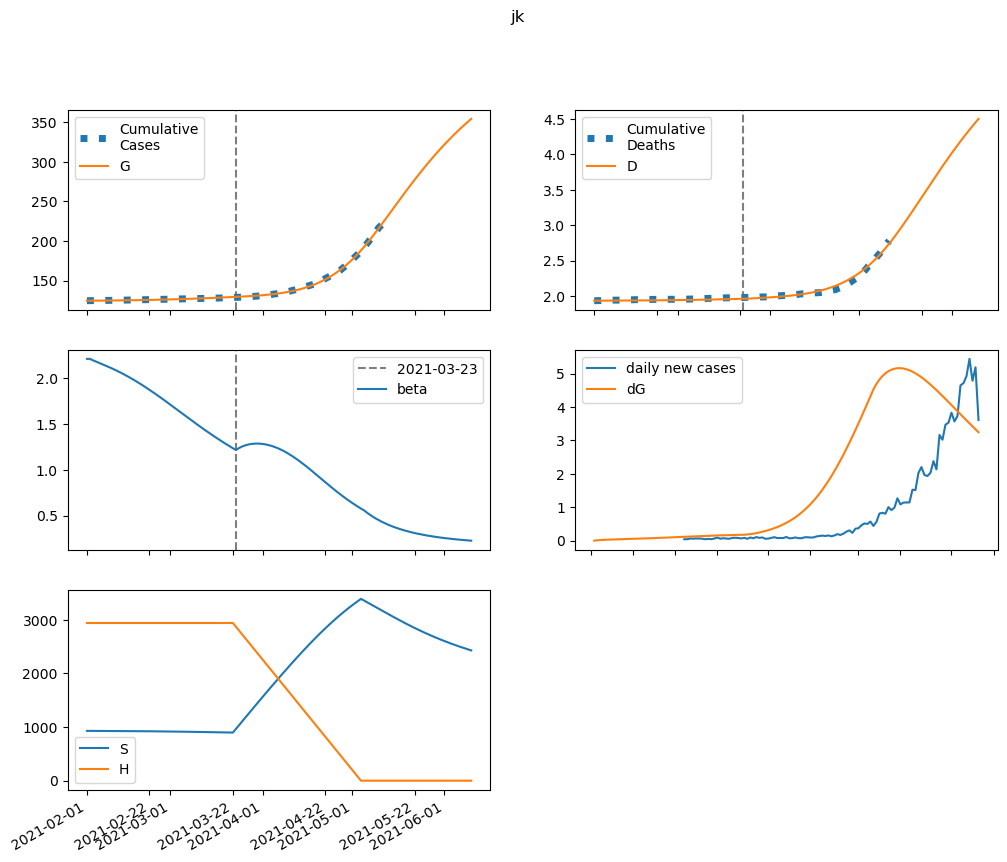 jk
350
300
250
200
150
Cumulative
Cases
G
4.5
4.0
3.5
3.0
2.5
2.0
Cumulative
Deaths
D
2.0
1.5
1.0
0.5
2021-03-23
beta
5
4
3
2
1
0
daily new cases
dG
3000
2000
1000
0
S
H
2021-02-01
2021-02-22
2021-03-01
2021-03-22
2021-04-01
2021-04-22
2021-05-01
2021-05-22
2021-06-01